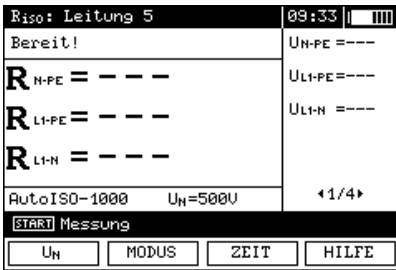 RISO: Leitung 5 09:33
Bereit!
UN-PE =---
RN-PE = ---
UL1-PE=---
RL1-PE = ---
UL1-N =---
RL1-N = ---
AutoISO-1000 UN=500V
◂1/4▸
START Messung
UN MODUS ZEIT HILFE